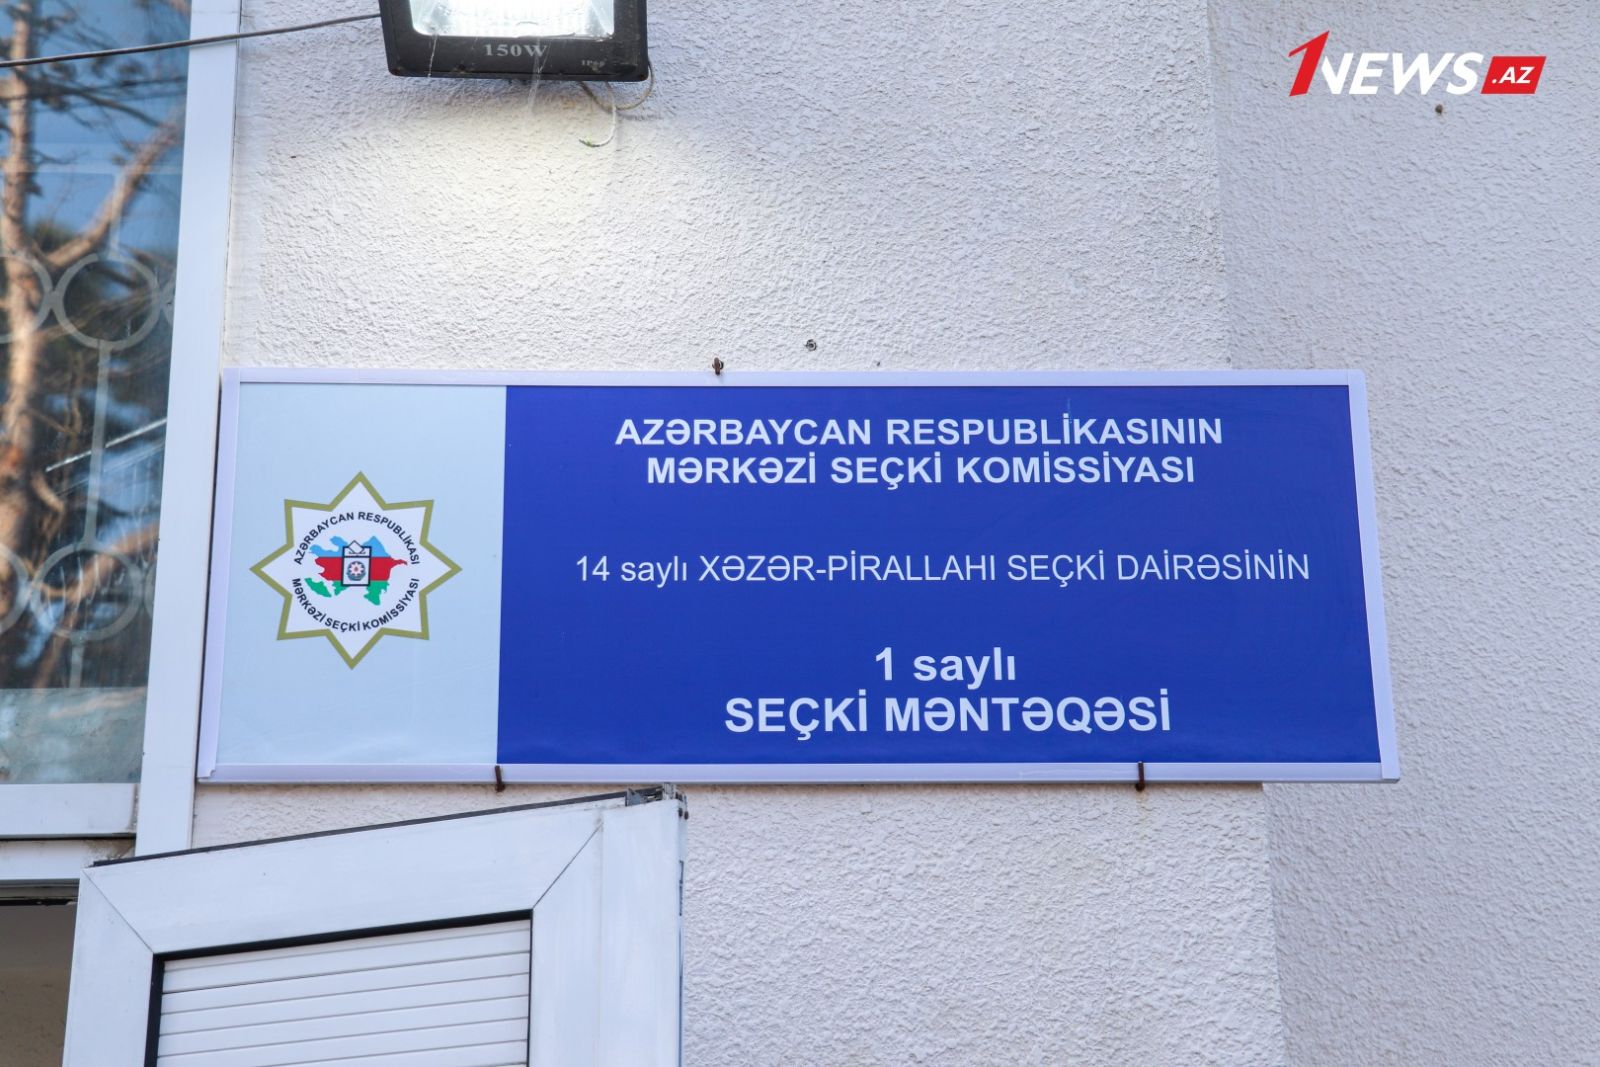 150W
IP66
1NEWS.AZ
AZƏRBAYCAN RESPUBLİKASININ
MƏRKƏZİ SEÇKİ KOMİSSİYASI
14 saylı XƏZƏR-PİRALLAHI SEÇKİ DAİRƏSİNİN
1 saylı
SEÇKİ MƏNTƏQƏSİ
AZƏRBAYCAN RESPUBLİKASI
MƏRKƏZİ SEÇKİ KOMİSSİYASI